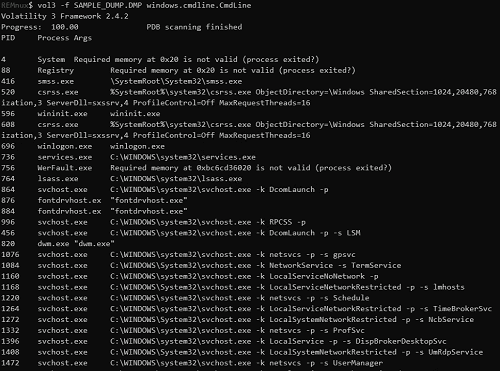 REMnux$ vol3 -f SAMPLE_DUMP.DMP windows.cmdline.CmdLine
Volatility 3 Framework 2.4.2
Progress:  100.00               PDB scanning finished
PID     Process Args

4       System  Required memory at 0x20 is not valid (process exited?)
88      Registry        Required memory at 0x20 is not valid (process exited?)
416     smss.exe        \SystemRoot\System32\smss.exe
520     csrss.exe       %SystemRoot%\system32\csrss.exe ObjectDirectory=\Windows SharedSection=1024,20480,768
ization,3 ServerDll=sxssrv,4 ProfileControl=Off MaxRequestThreads=16
596     wininit.exe     wininit.exe
608     csrss.exe       %SystemRoot%\system32\csrss.exe ObjectDirectory=\Windows SharedSection=1024,20480,768
ization,3 ServerDll=sxssrv,4 ProfileControl=Off MaxRequestThreads=16
696     winlogon.exe    winlogon.exe
736     services.exe    C:\WINDOWS\system32\services.exe
756     WerFault.exe    Required memory at 0xbc6cd36020 is not valid (process exited?)
764     lsass.exe       C:\WINDOWS\system32\lsass.exe
864     svchost.exe     C:\WINDOWS\system32\svchost.exe -k DcomLaunch -p
876     fontdrvhost.ex  "fontdrvhost.exe"
884     fontdrvhost.ex  "fontdrvhost.exe"
996     svchost.exe     C:\WINDOWS\system32\svchost.exe -k RPCSS -p
456     svchost.exe     C:\WINDOWS\system32\svchost.exe -k DcomLaunch -p -s LSM
820     dwm.exe "dwm.exe"
1076    svchost.exe     C:\WINDOWS\system32\svchost.exe -k netsvcs -p -s gpsvc
1084    svchost.exe     C:\WINDOWS\System32\svchost.exe -k NetworkService -s TermService
1160    svchost.exe     C:\WINDOWS\system32\svchost.exe -k LocalServiceNoNetwork -p
1168    svchost.exe     C:\WINDOWS\system32\svchost.exe -k LocalServiceNetworkRestricted -p -s lmhosts
1220    svchost.exe     C:\WINDOWS\system32\svchost.exe -k netsvcs -p -s Schedule
1264    svchost.exe     C:\WINDOWS\system32\svchost.exe -k LocalServiceNetworkRestricted -p -s TimeBrokerSvc
1272    svchost.exe     C:\WINDOWS\System32\svchost.exe -k LocalSystemNetworkRestricted -p -s NcbService
1332    svchost.exe     C:\WINDOWS\system32\svchost.exe -k netsvcs -p -s ProfSvc
1396    svchost.exe     C:\WINDOWS\system32\svchost.exe -k LocalService -p -s DispBrokerDesktopSvc
1408    svchost.exe     C:\WINDOWS\System32\svchost.exe -k LocalSystemNetworkRestricted -p -s UmRdpService
1472    svchost.exe     C:\WINDOWS\system32\svchost.exe -k netsvcs -p -s UserManager